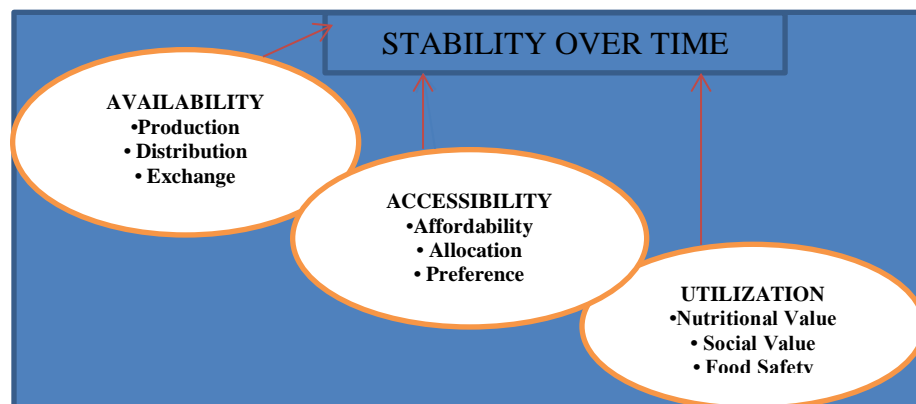 STABILITY OVER TIME
AVAILABILITY
•Production
• Distribution
• Exchange
ACCESSIBILITY
•Affordability
• Allocation
• Preference
UTILIZATION
•Nutritional Value
• Social Value
• Food Safety